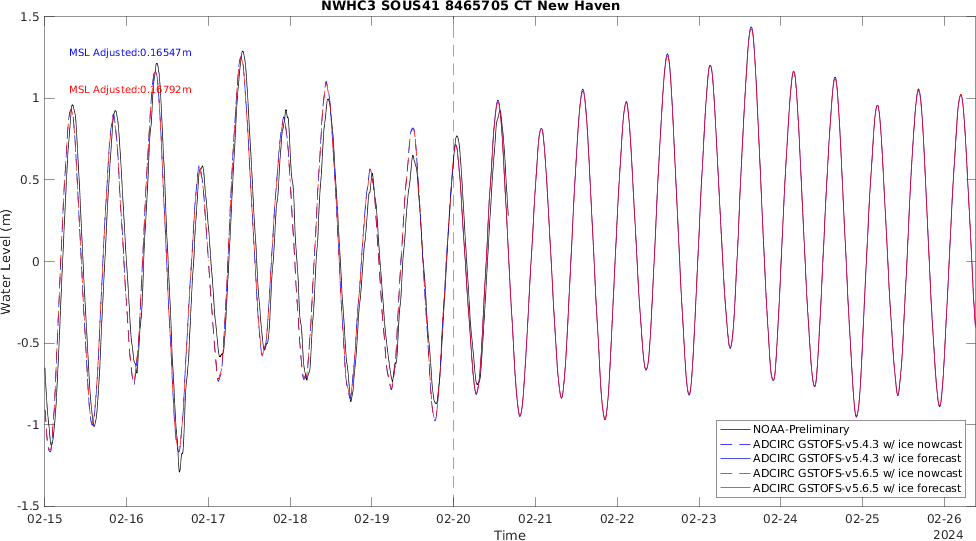 NWHC3 SOUS41 8465705 CT New Haven
1.5
1
0.5
0
-0.5
-1
-1.5
Water Level (m)
MSL Adjusted:0.16547m
MSL Adjusted:0.16792m
NOAA-Preliminary
ADCIRC GSTOFS-v5.4.3 w/ ice nowcast
ADCIRC GSTOFS-v5.4.3 w/ ice forecast
ADCIRC GSTOFS-v5.6.5 w/ ice nowcast
ADCIRC GSTOFS-v5.6.5 w/ ice forecast
02-15 02-16 02-17 02-18 02-19 02-20 02-21 02-22 02-23 02-24 02-25 02-26
Time
2024